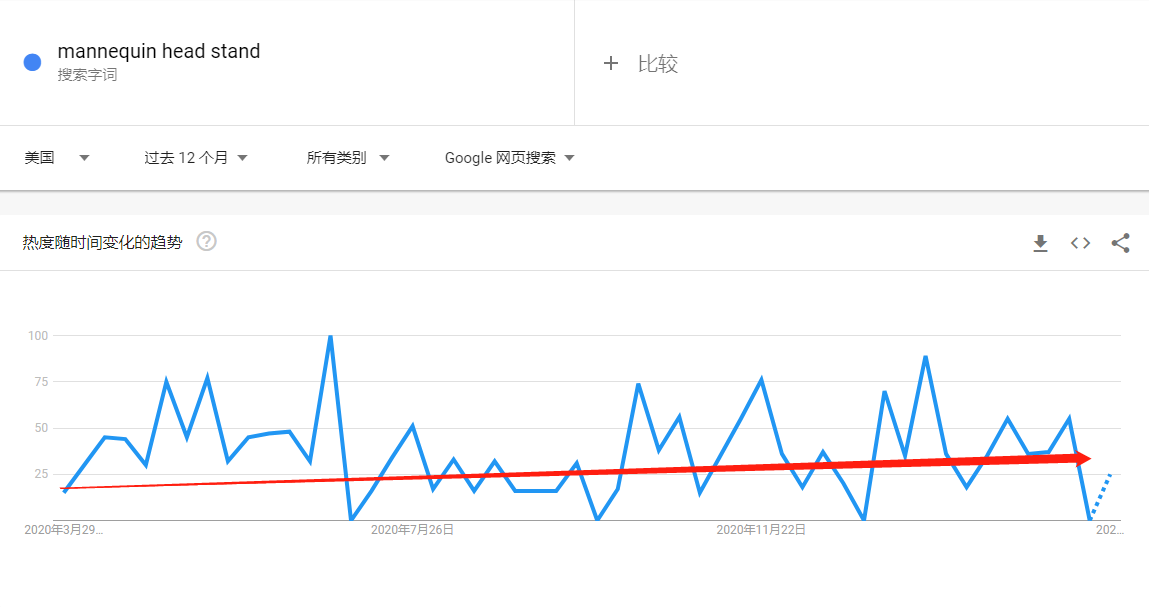 mannequin head stand
搜索字词
+ 比较
美国
过去 12 个月
所有类别
Google 网页搜索
热度随时间变化的趋势 ?
100
75
50
25
2020年3月29…
2020年7月26日
2020年11月22日
202…